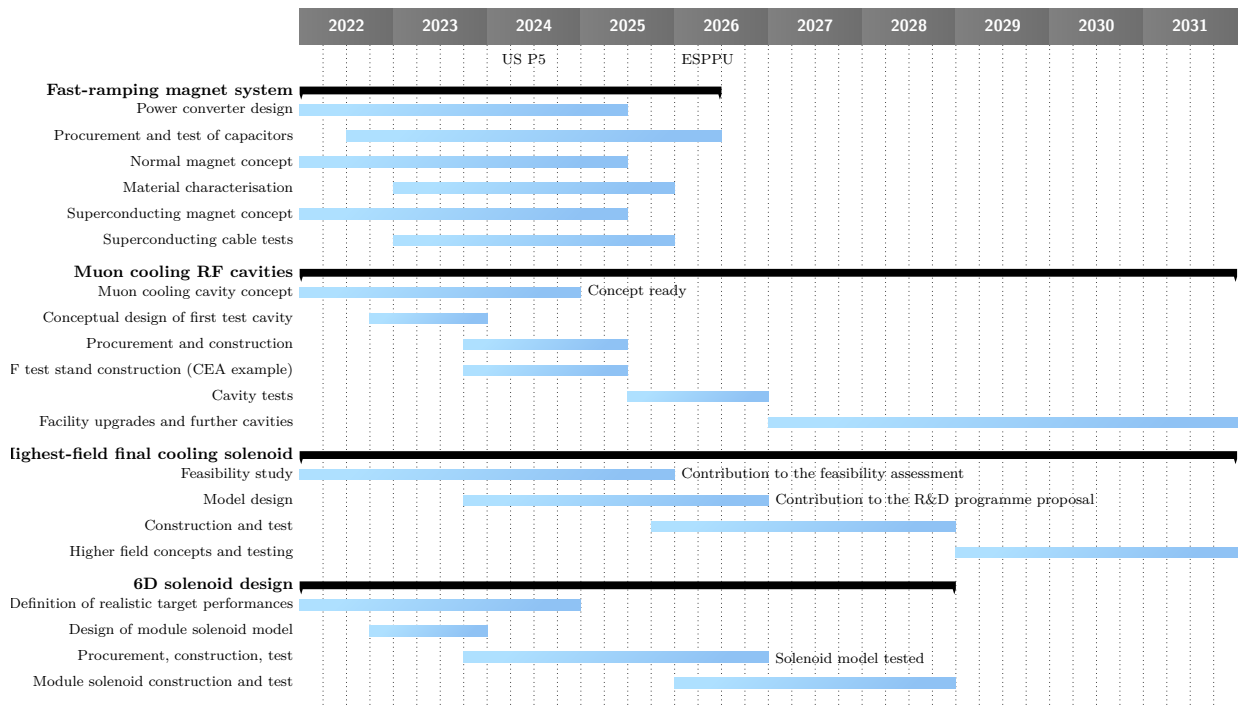 2022 2023 2024 2025 2026 2027 2028 2029 2030 2031
US P5 ESPPU
Fast-ramping magnet system
Power converter design
Procurement and test of capacitors
Normal magnet concept
Material characterisation
Superconducting magnet concept
Superconducting cable tests
Muon cooling RF cavities
Muon cooling cavity concept Concept ready
Conceptual design of first test cavity
Procurement and construction
F test stand construction (CEA example)
Cavity tests
Facility upgrades and further cavities
ighest-field final cooling solenoid
Feasibility study Contribution to the feasibility assessment
Model design Contribution to the R&D programme proposal
Construction and test
Higher field concepts and testing
6D solenoid design
Definition of realistic target performances
Design of module solenoid model
Procurement, construction, test Solenoid model tested
Module solenoid construction and test